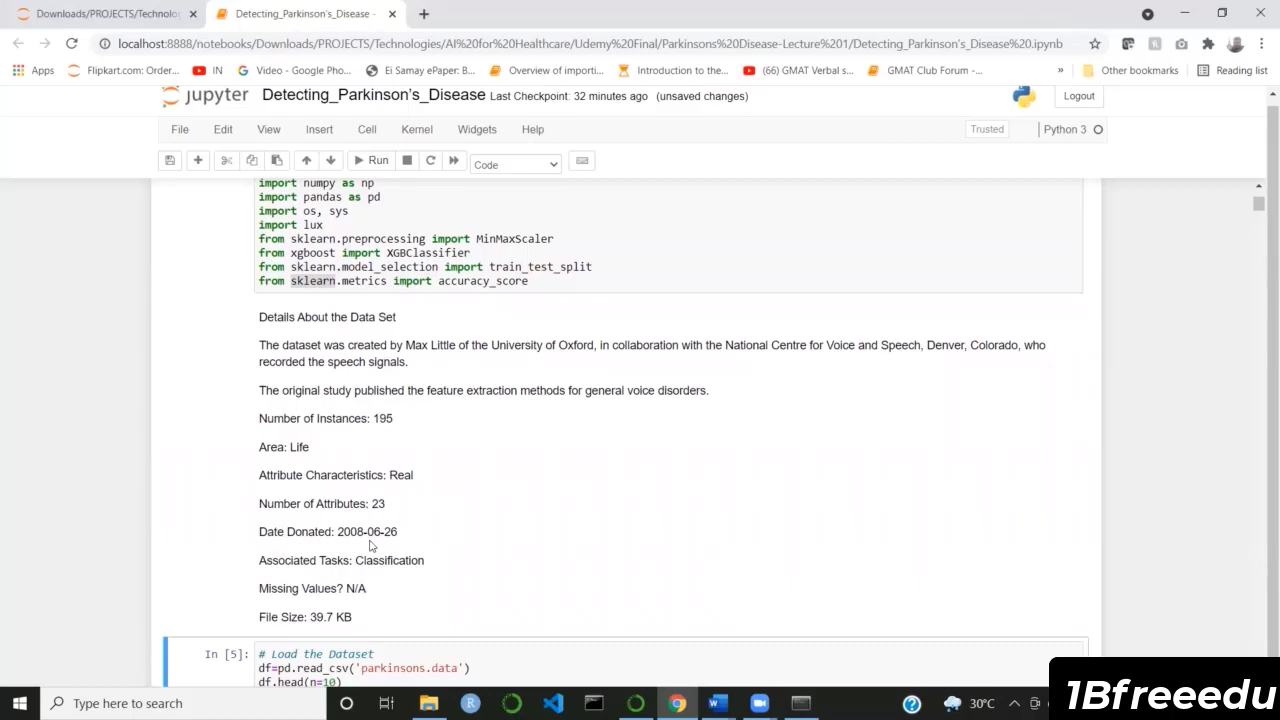 Downloads/PROJECTS/Technolog
Detecting_Parkinson's_Disease -
localhost:8888/notebooks/Downloads/PROJECTS/Technologies/AI%20for%20Healthcare/Udemy%20Final/Parkinsons%20Disease-Lecture%201/Detecting_Parkinson's_Disease%20.ipynb
Apps
Flipkart.com: Order...
IN
Video - Google Pho...
Ei Samay ePaper: B...
Overview of importi...
Introduction to the...
(66) GMAT Verbal s...
GMAT Club Forum -...
»
Other bookmarks
Reading list
jupyter Detecting_Parkinson's_Disease Last Checkpoint: 32 minutes ago (unsaved changes)
Logout
File Edit View Insert Cell Kernel Widgets Help
Trusted
Python 3
Run
Code
import numpy as np
import pandas as pd
import os, sys
import lux
from sklearn.preprocessing import MinMaxScaler
from xgboost import XGBClassifier
from sklearn.model_selection import train_test_split
from sklearn.metrics import accuracy_score
Details About the Data Set
The dataset was created by Max Little of the University of Oxford, in collaboration with the National Centre for Voice and Speech, Denver, Colorado, who
recorded the speech signals.
The original study published the feature extraction methods for general voice disorders.
Number of Instances: 195
Area: Life
Attribute Characteristics: Real
Number of Attributes: 23
Date Donated: 2008-06-26
Associated Tasks: Classification
Missing Values? N/A
File Size: 39.7 KB
In [5]:
# Load the Dataset
df=pd.read_csv('parkinsons.data')
df.head(n=10)
Type here to search
30°C
1Bfreeedu